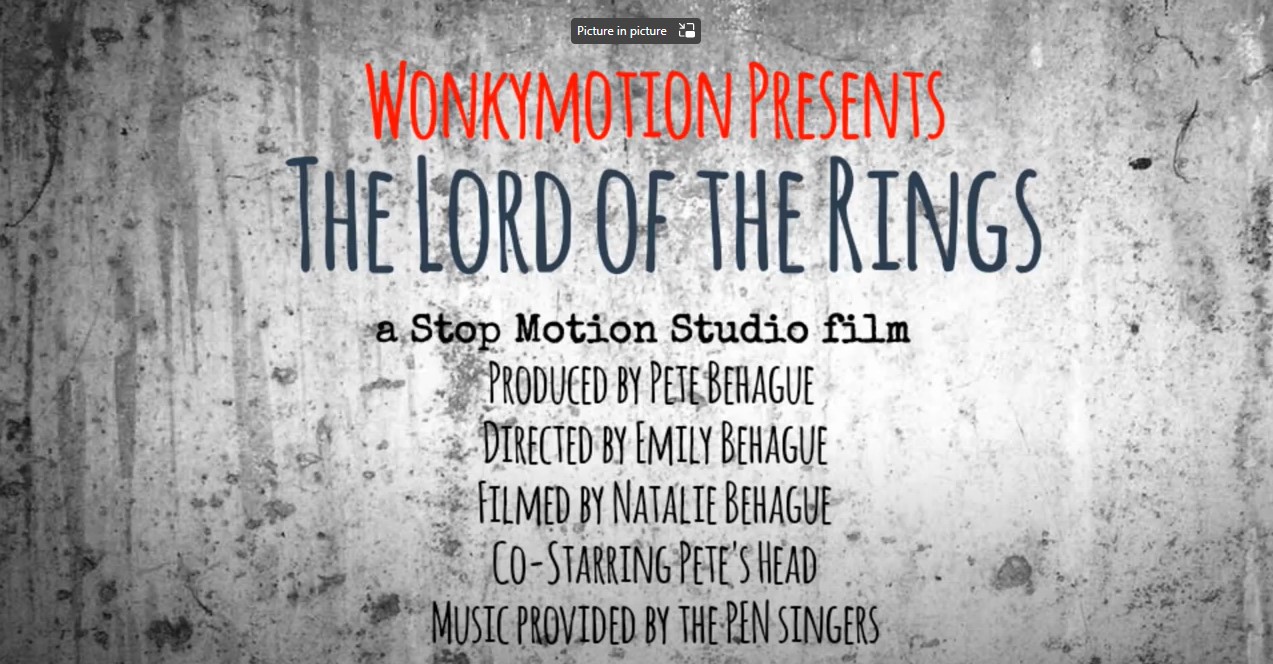 Picture in picture
Wonkymotion Presents
The Lord of the Rings
a Stop Motion Studio film
Produced by Pete Behague
Directed by Emily Behague
Filmed by Natalie Behague
Co-Starring Pete's Head
Music provided by the PEN singers